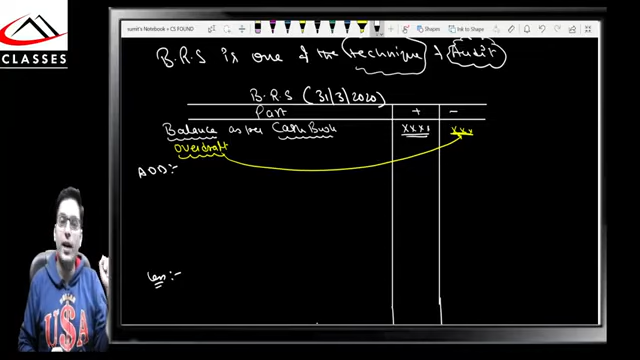 sumit's Notebook » CS FOUND
Shapes
Ink to Shape
CLASSES
B.R.S is one of the technique of Audit
B.R.S (31/3/2020)
Part + -
Balance as per Cash Book xxxx xxx
Overdraft
ADD:-
Less:-
USA